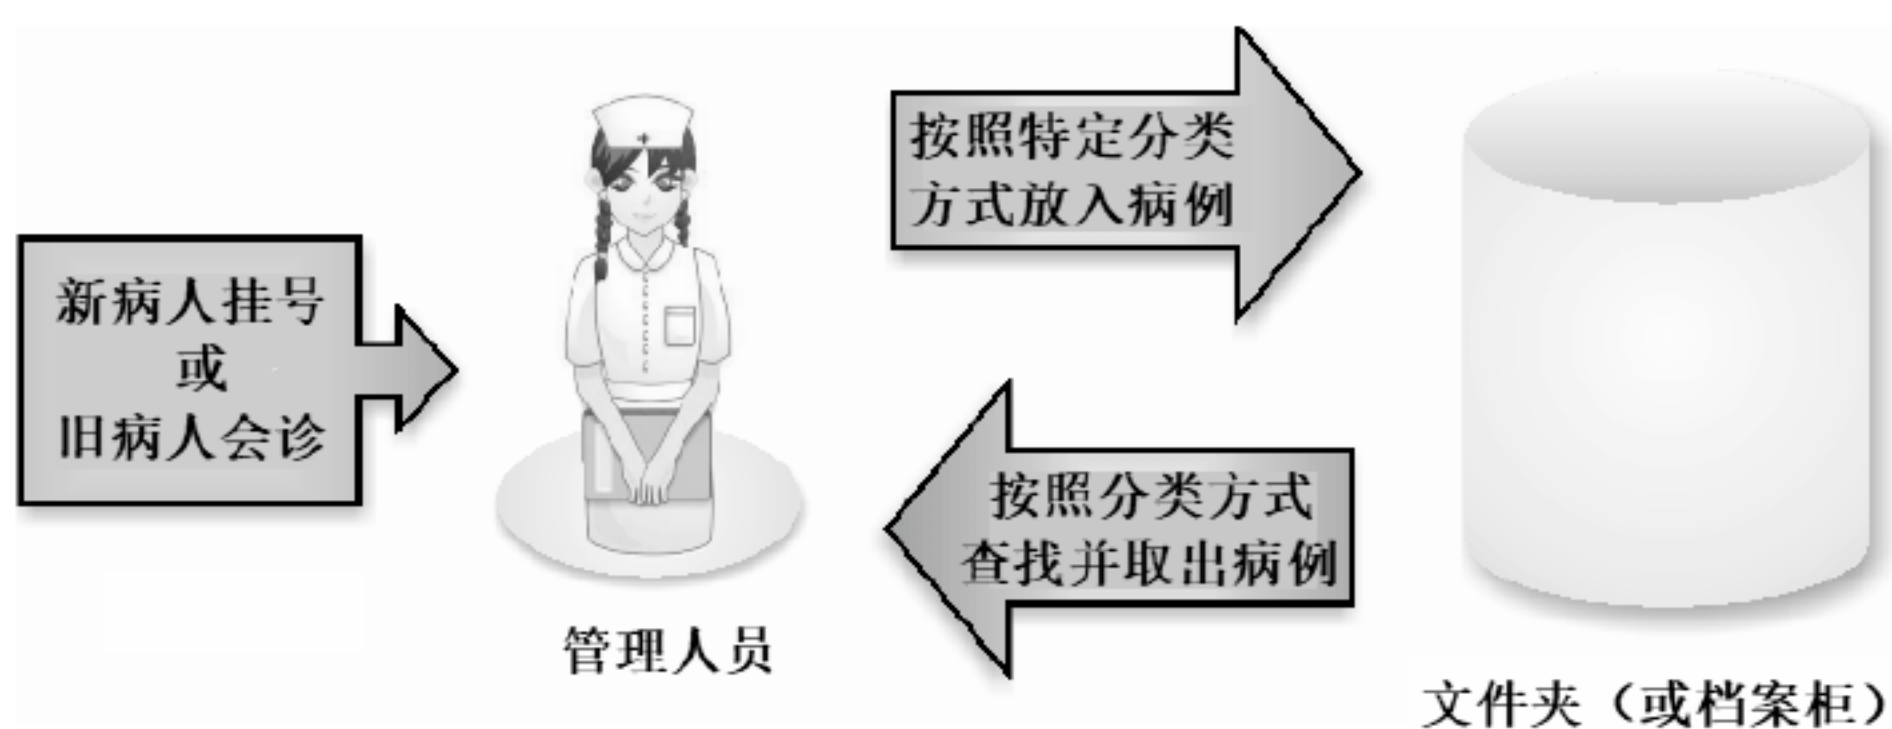 新病人挂号
或
旧病人会诊
管理人员
按照特定分类
方式放入病例
按照分类方式
查找并取出病例
文件夹（或档案柜）